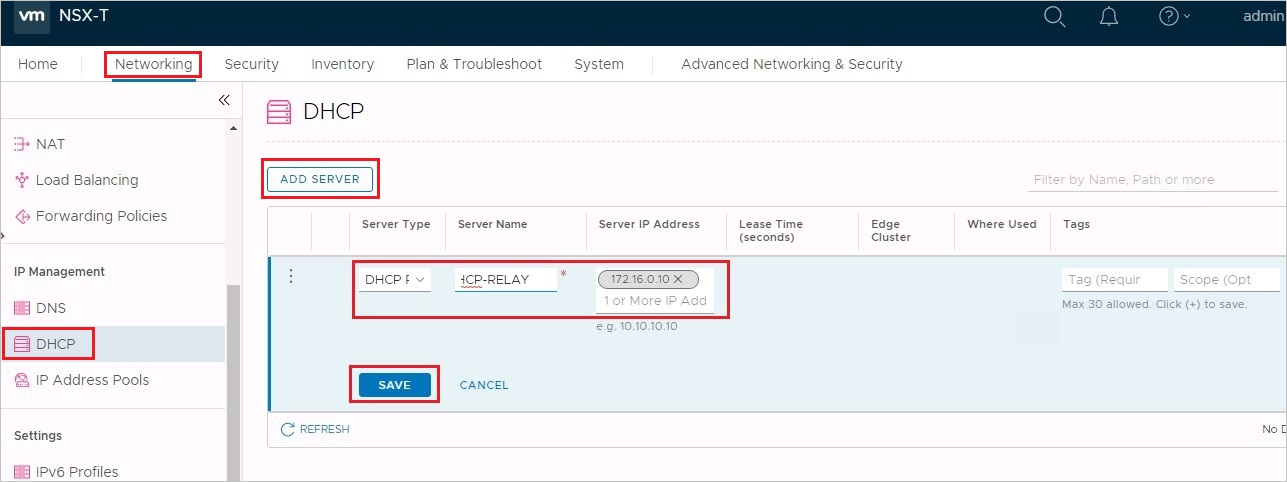 vm NSX-T admin
Home Networking Security Inventory Plan & Troubleshoot System Advanced Networking & Security
NAT
Load Balancing
Forwarding Policies
IP Management
DNS
DHCP
IP Address Pools
Settings
IPv6 Profiles
DHCP
ADD SERVER
Filter by Name, Path or more
Server Type Server Name Server IP Address Lease Time (seconds) Edge Cluster Where Used Tags
DHCP F HCP-RELAY * 172.16.0.10 Tag (Requir Scope (Opt
1 or More IP Add
Max 30 allowed. Click (+) to save.
e.g. 10.10.10.10
SAVE CANCEL
REFRESH No D